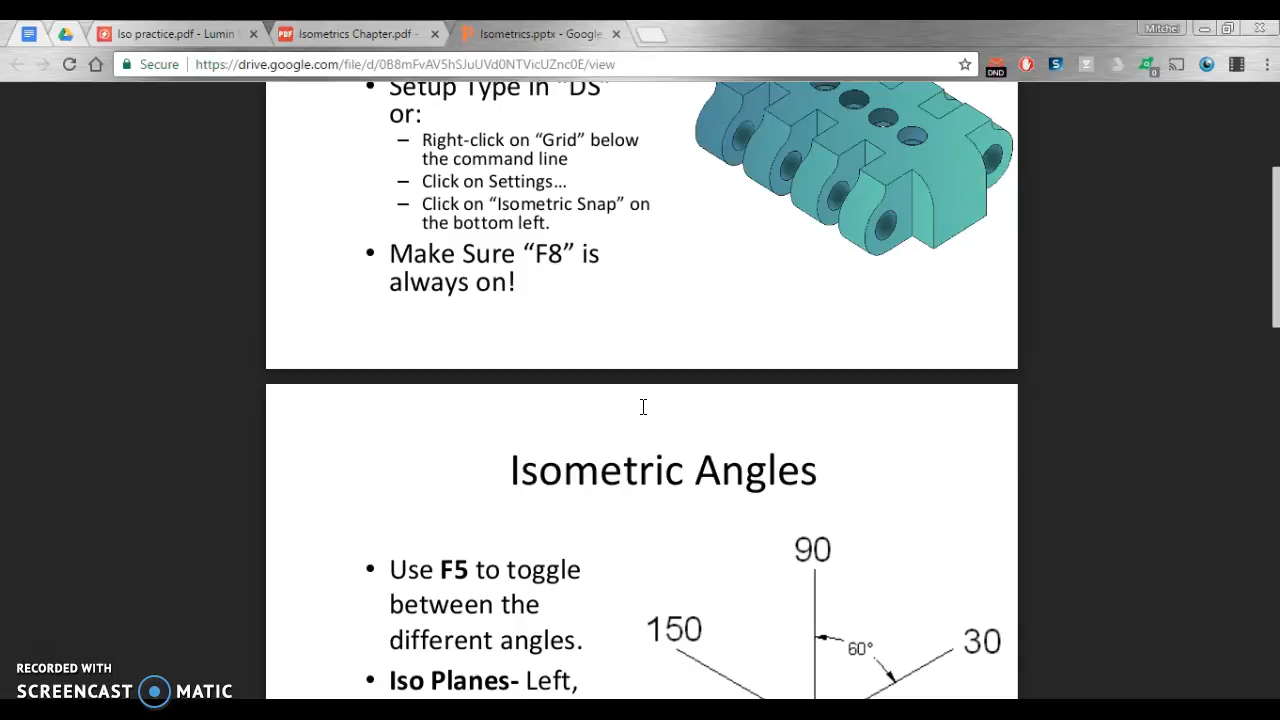 Iso practice.pdf - Lumin
Isometrics Chapter.pdf -
Isometrics.pptx - Google
Mitchel
Secure
https://drive.google.com/file/d/0B8mFvAV5hSJuUVd0NTVicUZnc0E/view
DND
0
• Setup Type in "DS"
or:
– Right-click on “Grid” below
the command line
– Click on Settings…
– Click on “Isometric Snap” on
the bottom left.
• Make Sure “F8” is
always on!
Isometric Angles
• Use F5 to toggle
between the
different angles.
• Iso Planes- Left,
90
150
30
60°
RECORDED WITH
SCREENCAST MATIC